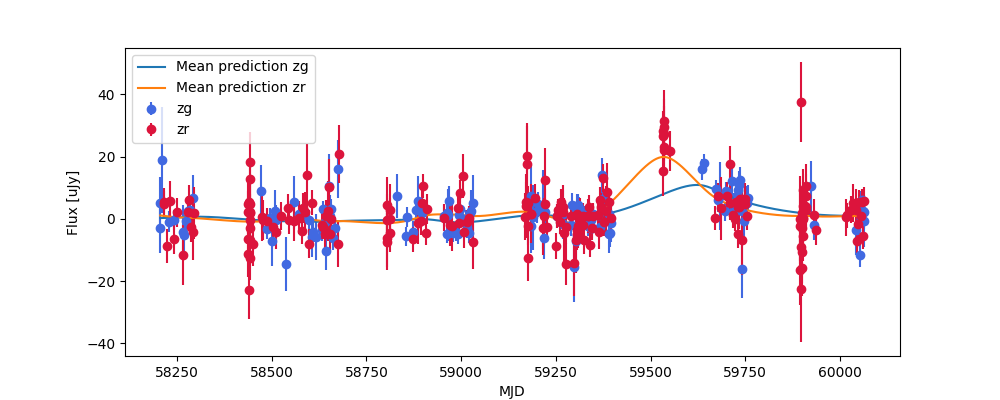 Mean prediction zg
Mean prediction zr
zg
zr
Flux [uJy]
40
20
0
−20
−40
58250
58500
58750
59000
59250
59500
59750
60000
MJD